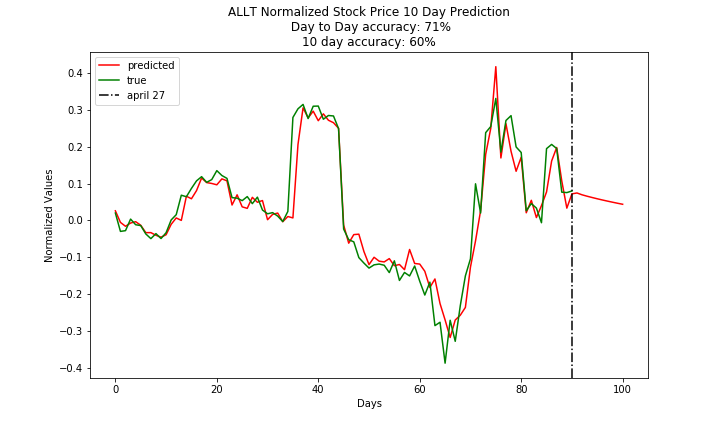 ALLT Normalized Stock Price 10 Day Prediction
Day to Day accuracy: 71%
10 day accuracy: 60%
predicted
true
april 27
Normalized Values
0.4
0.3
0.2
0.1
0.0
−0.1
−0.2
−0.3
−0.4
0 20 40 60 80 100
Days